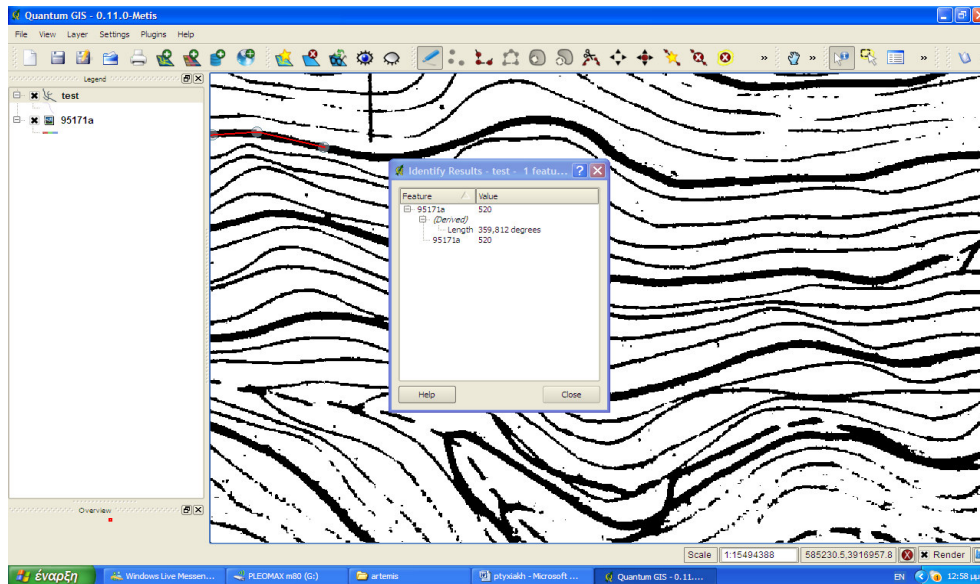 Quantum GIS - 0.11.0-Metis
File View Layer Settings Plugins Help
Legend
test
95171a
Identify Results - test - 1 featu...
Feature Value
95171a 520
(Derived)
Length 359,812 degrees
95171a 520
Help Close
Overview
Scale 1:15494388 585230.5,3916957.8 Render
έναρξη Windows Live Messen... PLEOMAX m80 (G:) artemis ptyxiakh - Microsoft ... Quantum GIS - 0.11.... EN 12:58